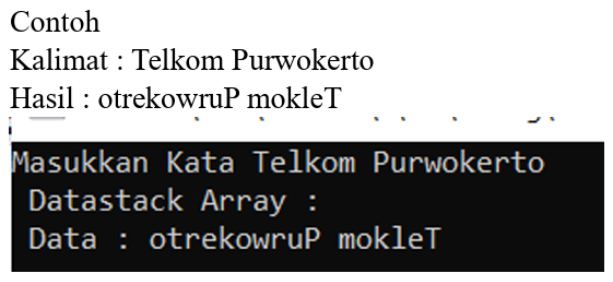 Contoh
Kalimat : Telkom Purwokerto
Hasil : otrekowruP mokleT
Masukkan Kata Telkom Purwokerto
Datastack Array :
Data : otrekowruP mokleT